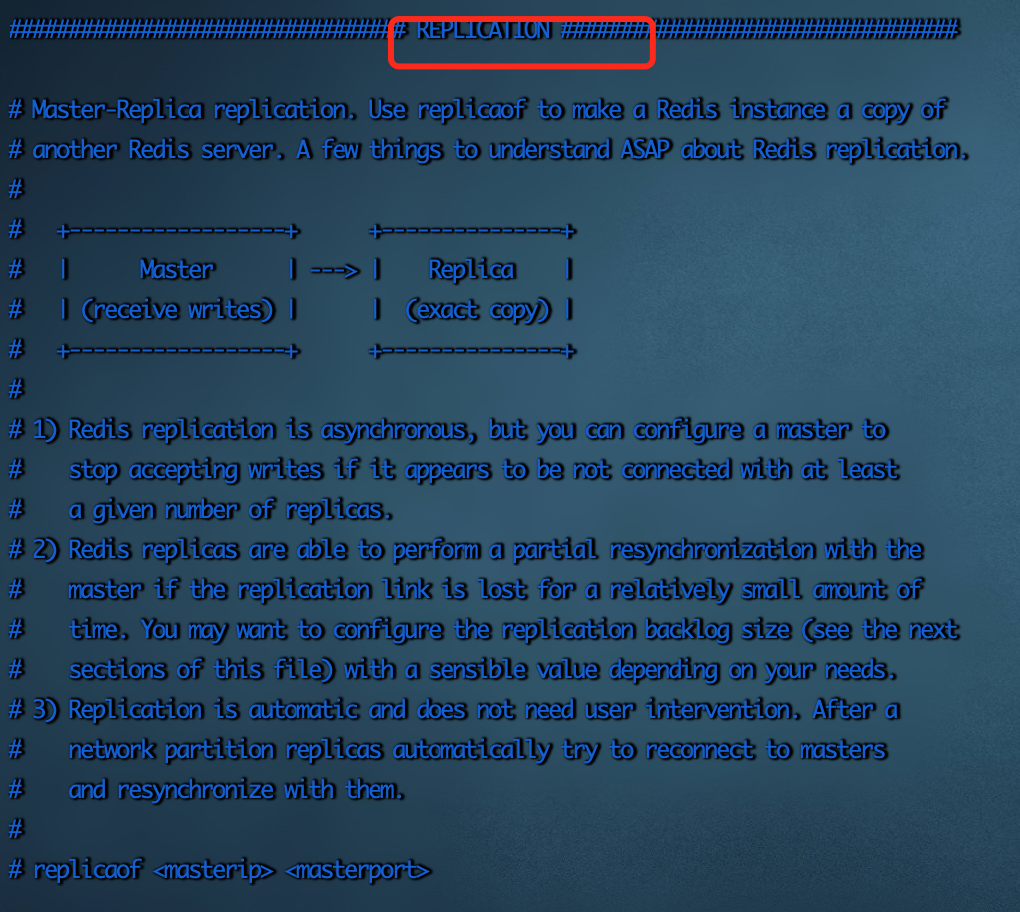 ################################# REPLICATION #################################
# Master-Replica replication. Use replicaof to make a Redis instance a copy of
# another Redis server. A few things to understand ASAP about Redis replication.
#
#   +------------------+      +---------------+
#   |      Master      | ---> |    Replica    |
#   | (receive writes) |      |  (exact copy) |
#   +------------------+      +---------------+
#
# 1) Redis replication is asynchronous, but you can configure a master to
#    stop accepting writes if it appears to be not connected with at least
#    a given number of replicas.
# 2) Redis replicas are able to perform a partial resynchronization with the
#    master if the replication link is lost for a relatively small amount of
#    time. You may want to configure the replication backlog size (see the next
#    sections of this file) with a sensible value depending on your needs.
# 3) Replication is automatic and does not need user intervention. After a
#    network partition replicas automatically try to reconnect to masters
#    and resynchronize with them.
#
# replicaof <masterip> <masterport>